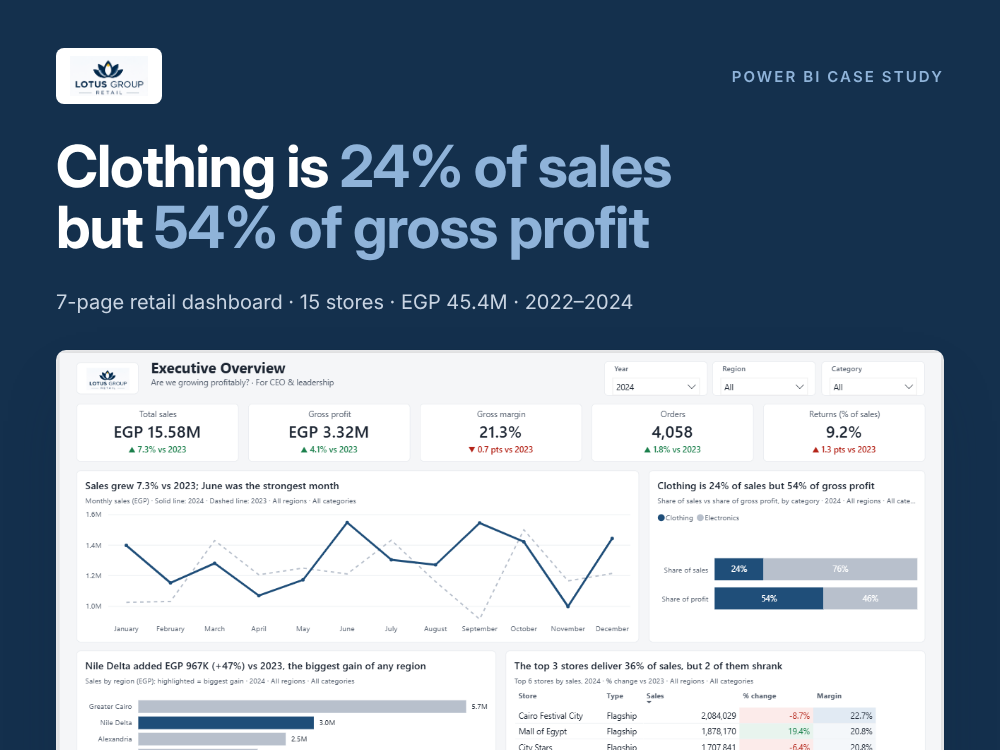 LOTUS GROUP
RETAIL
POWER BI CASE STUDY
Clothing is 24% of sales
but 54% of gross profit
7-page retail dashboard · 15 stores · EGP 45.4M · 2022–2024
LOTUS GROUP
RETAIL
Executive Overview
Are we growing profitably? · For CEO & leadership
Year
2024
Region
All
Category
All
Total sales
EGP 15.58M
▲ 7.3% vs 2023
Gross profit
EGP 3.32M
▲ 4.1% vs 2023
Gross margin
21.3%
▼ 0.7 pts vs 2023
Orders
4,058
▲ 1.8% vs 2023
Returns (% of sales)
9.2%
▲ 1.3 pts vs 2023
Sales grew 7.3% vs 2023; June was the strongest month
Monthly sales (EGP) · Solid line: 2024 · Dashed line: 2023 · All regions · All categories
1.6M
1.4M
1.2M
1.0M
January February March April May June July August September October November December
Clothing is 24% of sales but 54% of gross profit
Share of sales vs share of gross profit, by category · 2024 · All regions · All cate...
Clothing Electronics
Share of sales 24% 76%
Share of profit 54% 46%
Nile Delta added EGP 967K (+47%) vs 2023, the biggest gain of any region
Sales by region (EGP); highlighted = biggest gain · 2024 · All regions · All categories
Greater Cairo 5.7M
Nile Delta 3.0M
Alexandria 2.5M
The top 3 stores deliver 36% of sales, but 2 of them shrank
Top 6 stores by sales, 2024 · % change vs 2023 · All regions · All categories
Store Type Sales % change Margin
Cairo Festival City Flagship 2,084,029 -8.7% 22.7%
Mall of Egypt Flagship 1,878,170 19.4% 20.8%
City Stars Flagship 1,707,841 -6.4% 20.8%